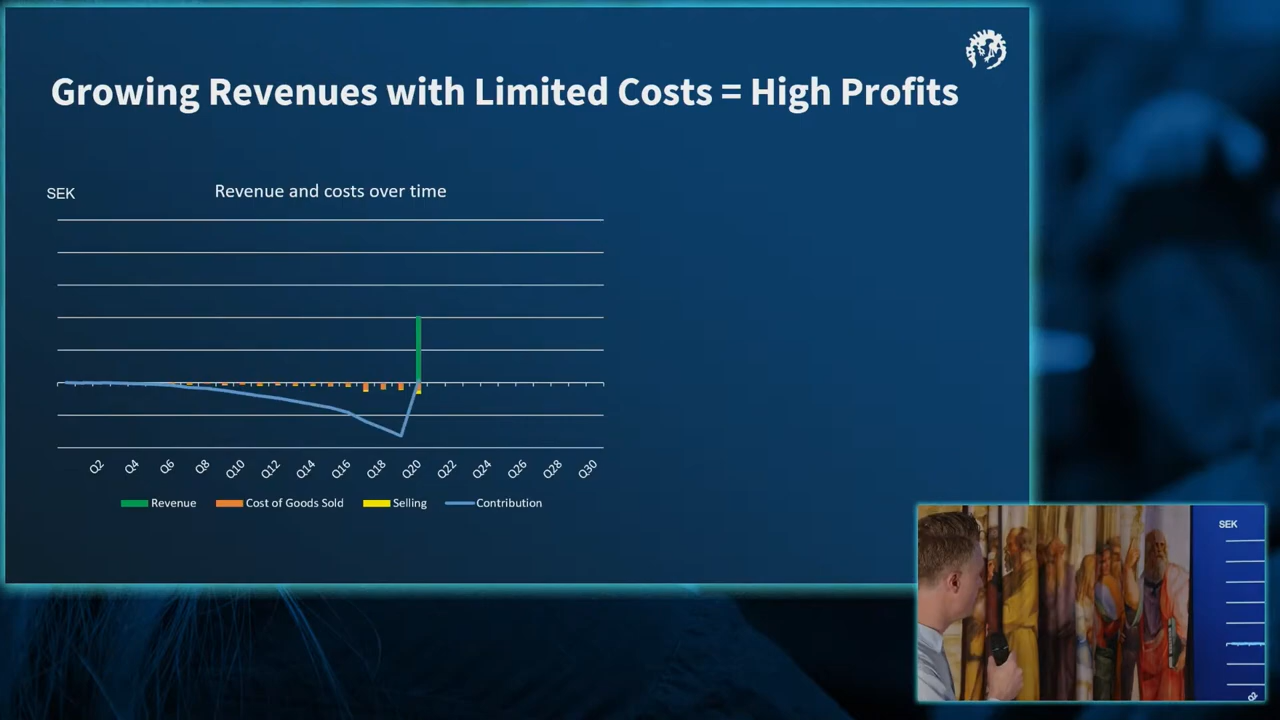 Growing Revenues with Limited Costs = High Profits
SEK
Revenue and costs over time
Q2 Q4 Q6 Q8 Q10 Q12 Q14 Q16 Q18 Q20 Q22 Q24 Q26 Q28 Q30
Revenue Cost of Goods Sold Selling Contribution
SEK
Q2